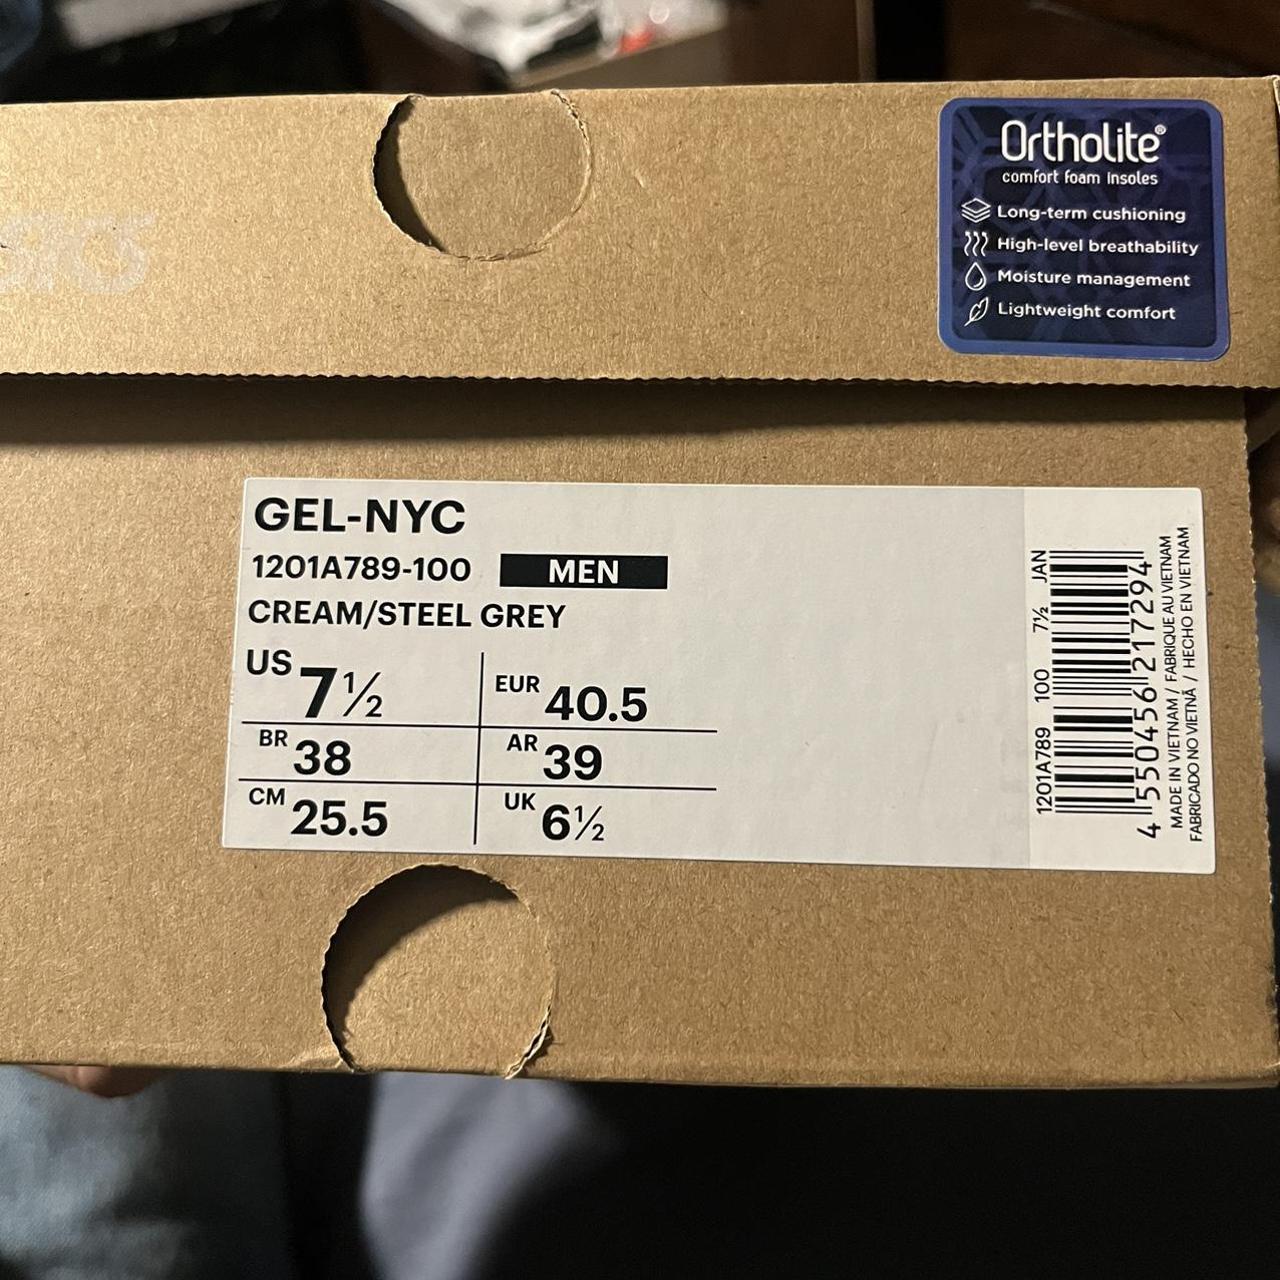 asics
Ortholite®
comfort foam insoles
Long-term cushioning
High-level breathability
Moisture management
Lightweight comfort
GEL-NYC
1201A789-100 MEN
CREAM/STEEL GREY
US 7½
EUR 40.5
BR 38
AR 39
CM 25.5
UK 6½
1201A789 100 7½ JAN
4 550456 217294
MADE IN VIETNAM / FABRIQUE AU VIETNAM
FABRICADO NO VIETNÃ / HECHO EN VIETNAM